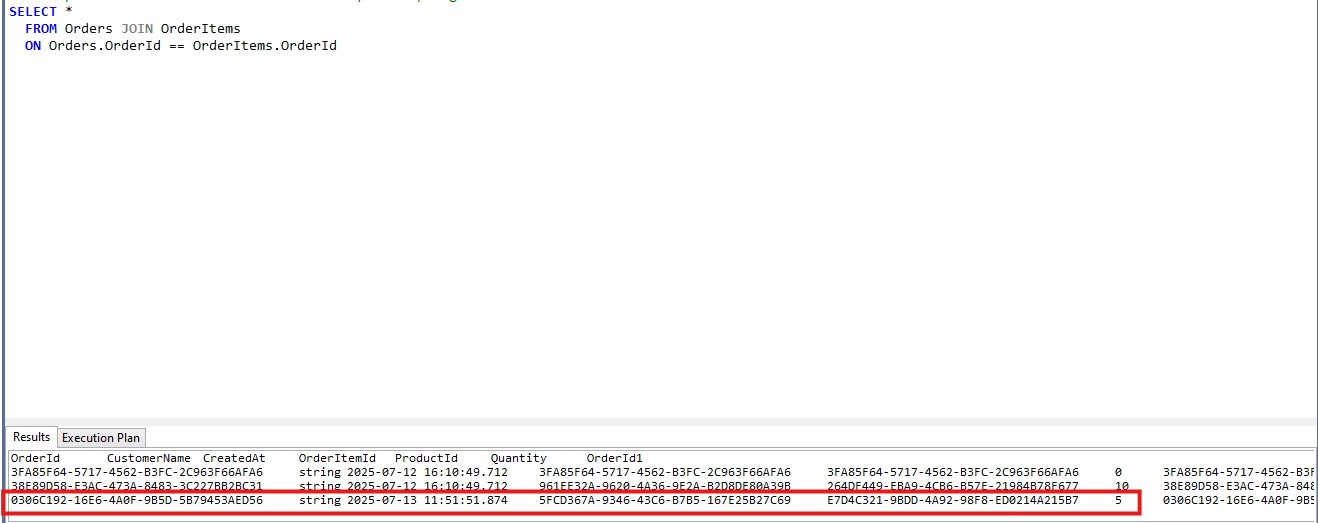 SELECT *
FROM Orders JOIN OrderItems
ON Orders.OrderId == OrderItems.OrderId
Results Execution Plan
OrderId CustomerName CreatedAt OrderItemId ProductId Quantity OrderId1
3FA85F64-5717-4562-B3FC-2C963F66AFA6 string 2025-07-12 16:10:49.712 3FA85F64-5717-4562-B3FC-2C963F66AFA6 3FA85F64-5717-4562-B3FC-2C963F66AFA6 0 3FA85F64-5717-4562-B3F
38E89D58-E3AC-473A-8483-3C227BB2BC31 string 2025-07-12 16:10:49.712 961EE32A-9620-4A36-9E2A-B2D8DE80A39B 264DF449-EBA9-4CB6-B57E-21984B78F677 10 38E89D58-E3AC-473A-848
0306C192-16E6-4A0F-9B5D-5B79453AED56 string 2025-07-13 11:51:51.874 5FCD367A-9346-43C6-B7B5-167E25B27C69 E7D4C321-9BDD-4A92-98F8-ED0214A215B7 5 0306C192-16E6-4A0F-9B5